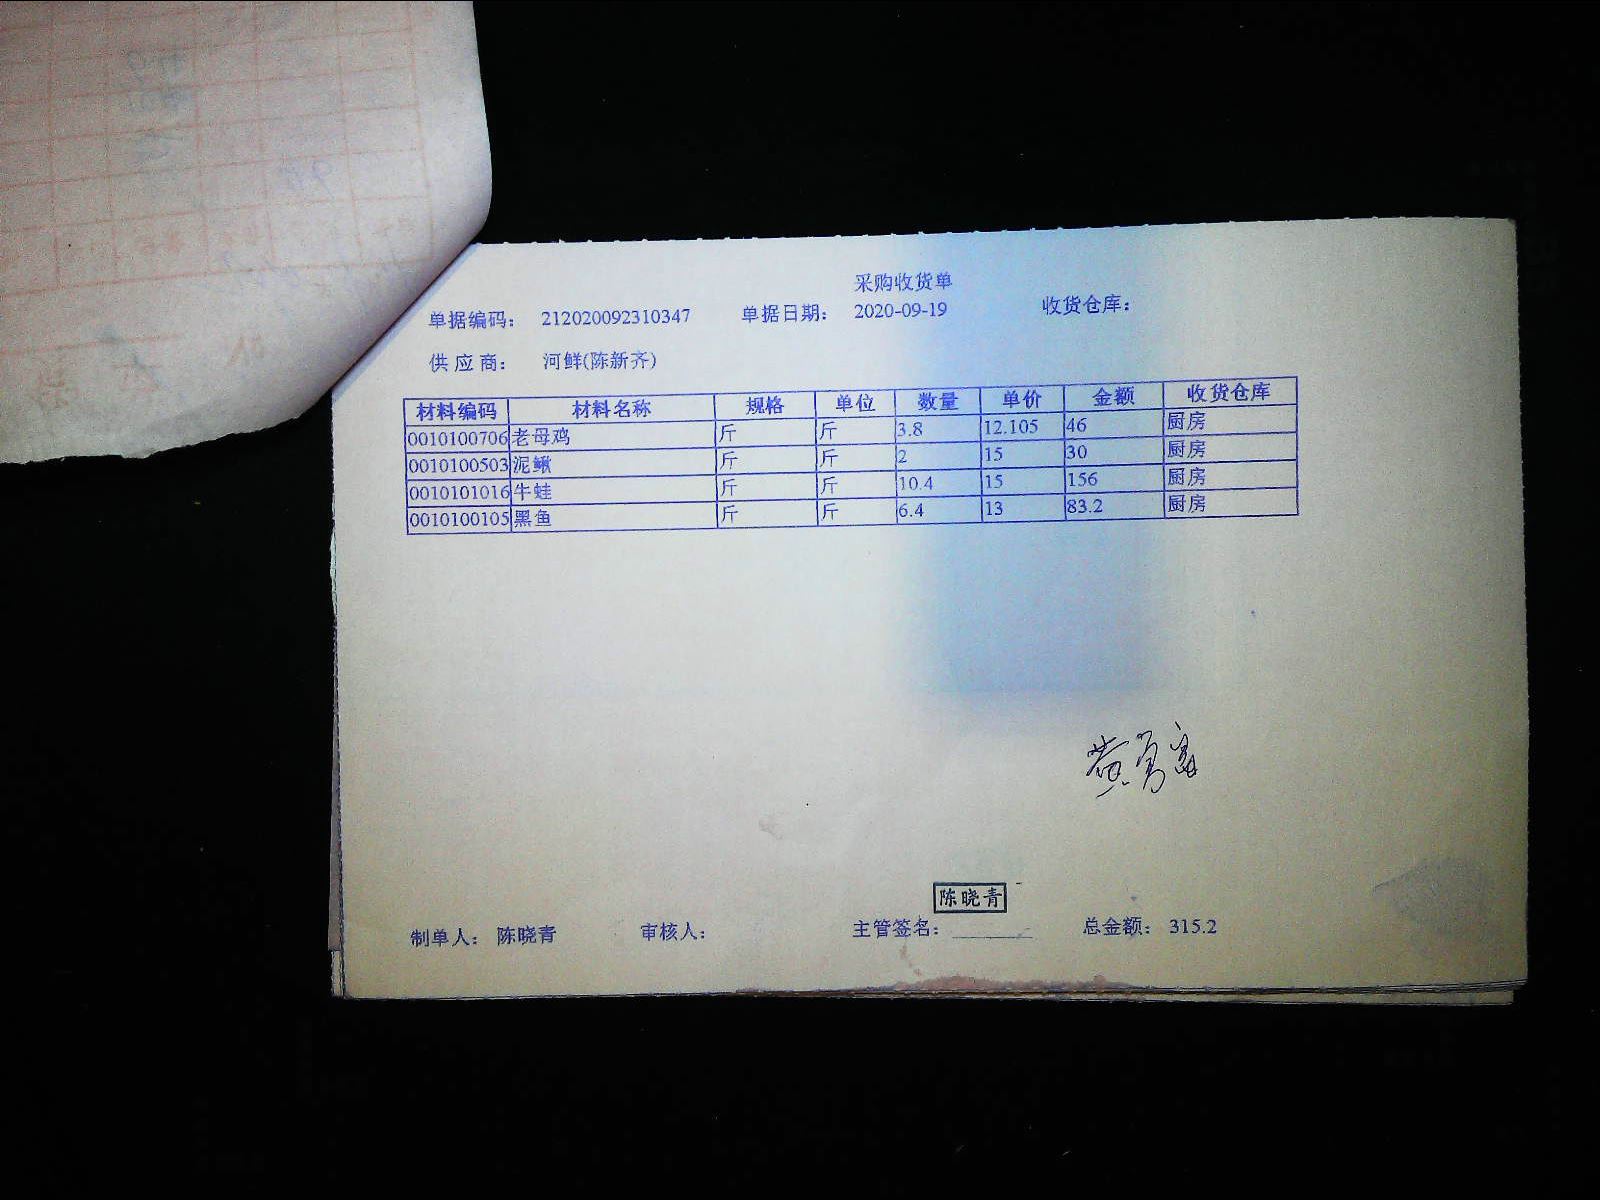 采购收货单
单据编码： 212020092310347 单据日期： 2020-09-19 收货仓库：
供应商： 河鲜(陈新齐)
材料编码 材料名称 规格 单位 数量 单价 金额 收货仓库
0010100706 老母鸡 斤 斤 3.8 12.105 46 厨房
0010100503 泥鳅 斤 斤 2 15 30 厨房
0010101016 牛蛙 斤 斤 10.4 15 156 厨房
0010100105 黑鱼 斤 斤 6.4 13 83.2 厨房
陈晓青
制单人： 陈晓青 审核人： 主管签名： 总金额： 315.2